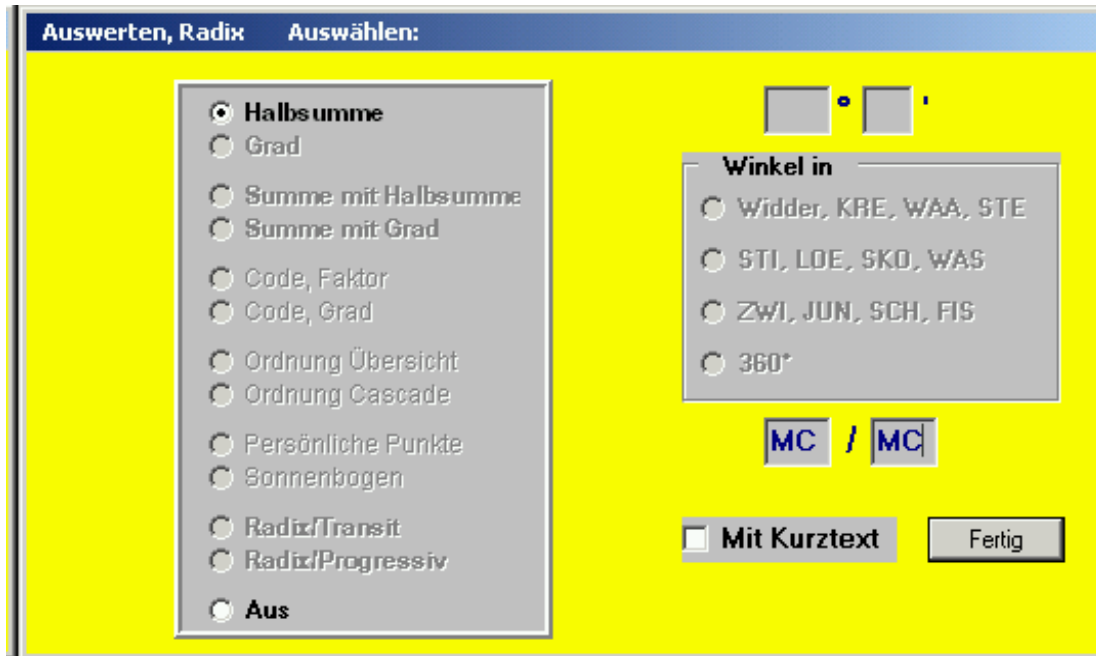 Auswerten, Radix Auswählen:
Halbsumme
Grad
Summe mit Halbsumme
Summe mit Grad
Code, Faktor
Code, Grad
Ordnung Übersicht
Ordnung Cascade
Persönliche Punkte
Sonnenbogen
Radix/Transit
Radix/Progressiv
Aus
° '
Winkel in
Widder, KRE, WAA, STE
STI, LOE, SKO, WAS
ZWI, JUN, SCH, FIS
360°
MC / MC
Mit Kurztext
Fertig